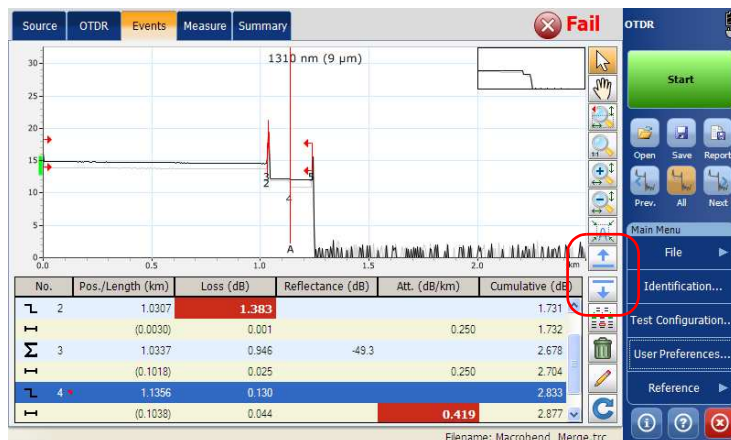 Source OTDR Events Measure Summary Fail OTDR
1310 nm (9 µm)
30
25
20
15
10
5
0
3
2
4
5
A
0.0 0.5 1.0 1.5 2.0 km
1:1
Start
Open Save Report
Prev. All Next
Main Menu
File
Identification...
Test Configuration...
User Preferences...
Reference
No. Pos./Length (km) Loss (dB) Reflectance (dB) Att. (dB/km) Cumulative (dB)
2 1.0307 1.383 1.731
(0.0030) 0.001 0.250 1.732
Σ 3 1.0337 0.946 -49.3 2.678
(0.1018) 0.025 0.250 2.704
4 1.1356 0.130 2.833
(0.1038) 0.044 0.419 2.877
Filename: Macrobend_Merge.trc